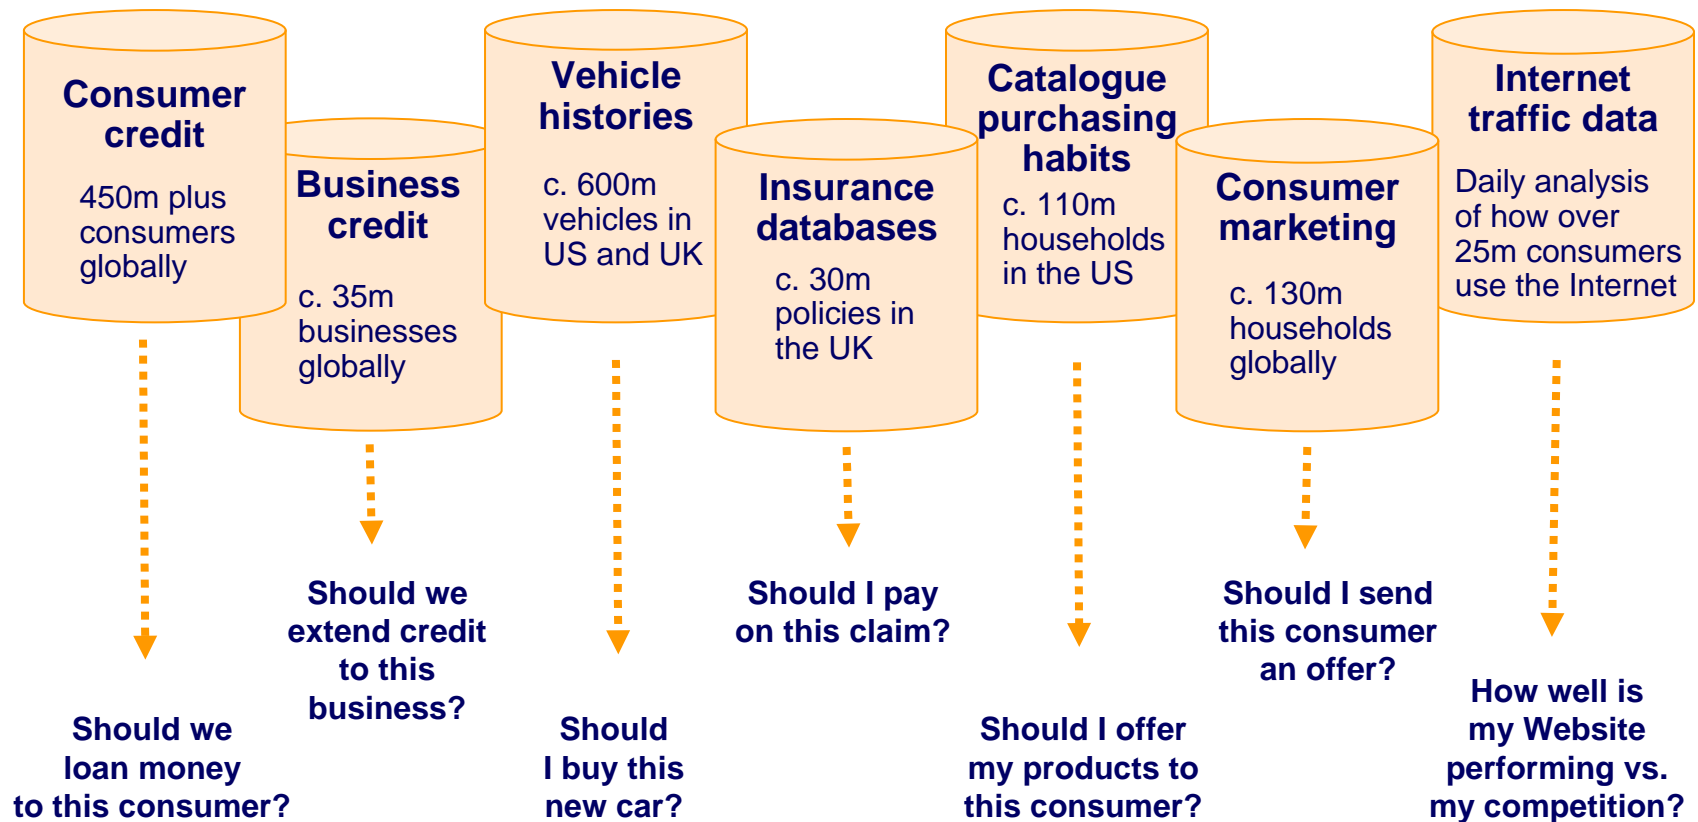 Consumer
credit
450m plus
consumers
globally
Business
credit
c. 35m
businesses
globally
Vehicle
histories
c. 600m
vehicles in
US and UK
Insurance
databases
c. 30m
policies in
the UK
Catalogue
purchasing
habits
c. 110m
households
in the US
Consumer
marketing
c. 130m
households
globally
Internet
traffic data
Daily analysis
of how over
25m consumers
use the Internet
Should we
loan money
to this consumer?
Should we
extend credit
to this
business?
Should
I buy this
new car?
Should I pay
on this claim?
Should I offer
my products to
this consumer?
Should I send
this consumer
an offer?
How well is
my Website
performing vs.
my competition?